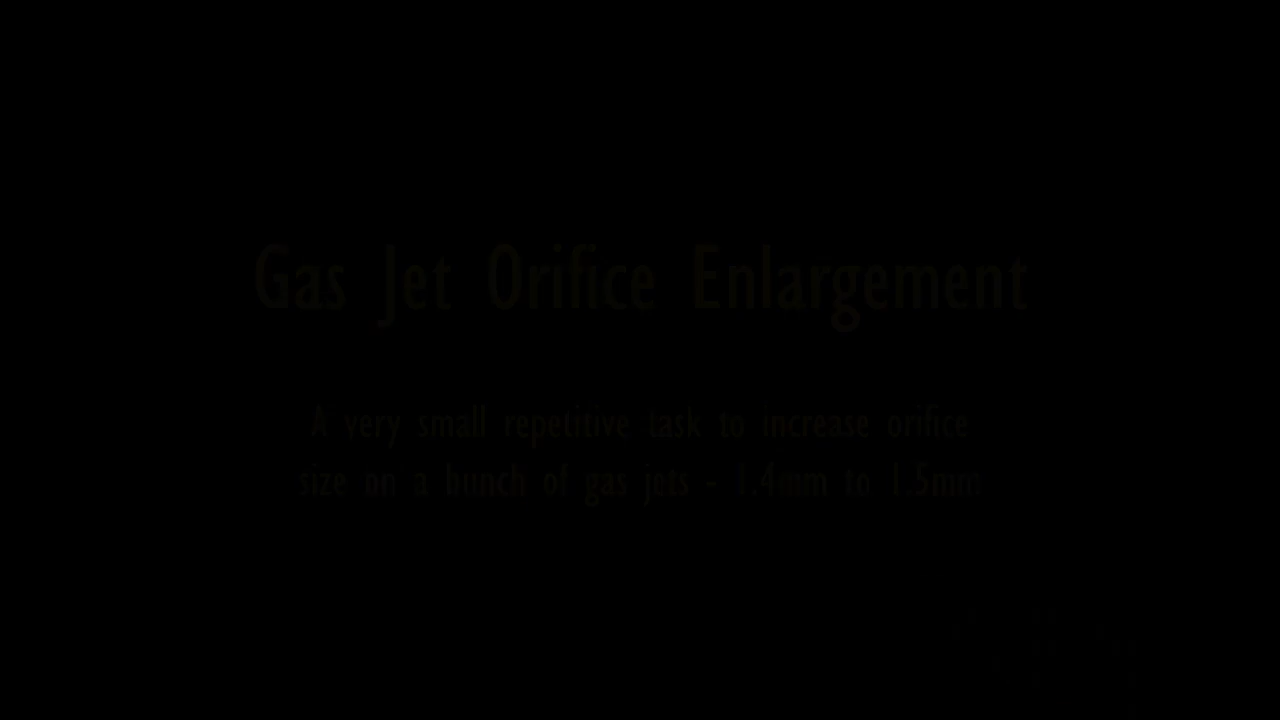 Gas Jet Orifice Enlargement
A very small repetitive task to increase orifice
size on a bunch of gas jets - 1.4mm to 1.5mm